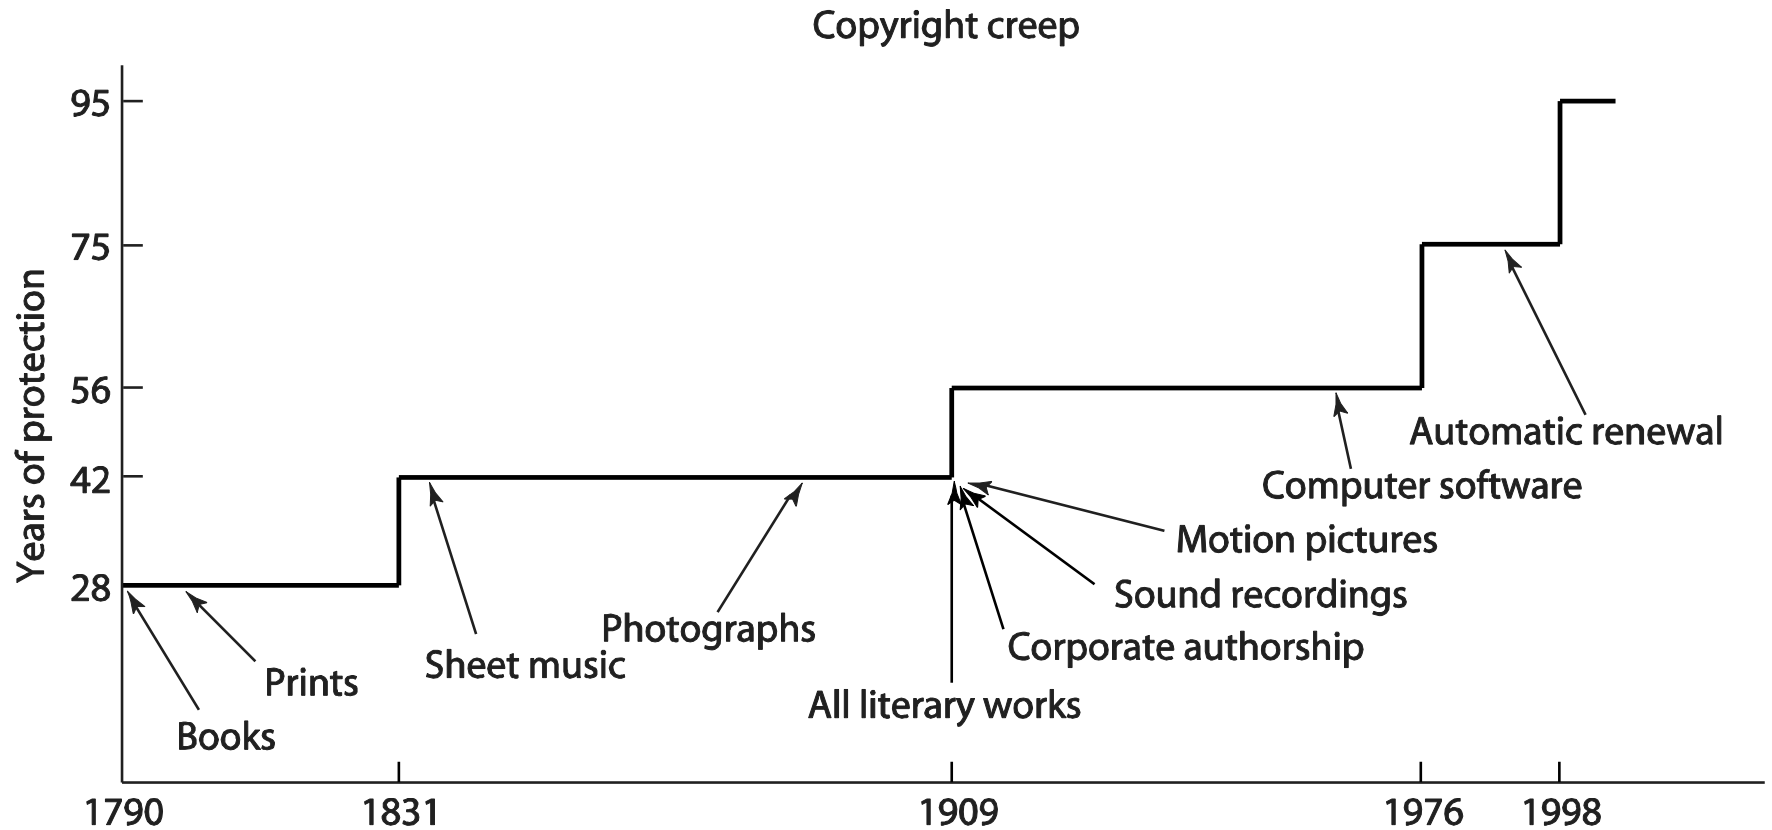 Copyright creep
Years of protection
95
75
56
42
28
Automatic renewal
Computer software
Motion pictures
Sound recordings
Photographs
Corporate authorship
Sheet music
Prints
All literary works
Books
1790
1831
1909
1976
1998